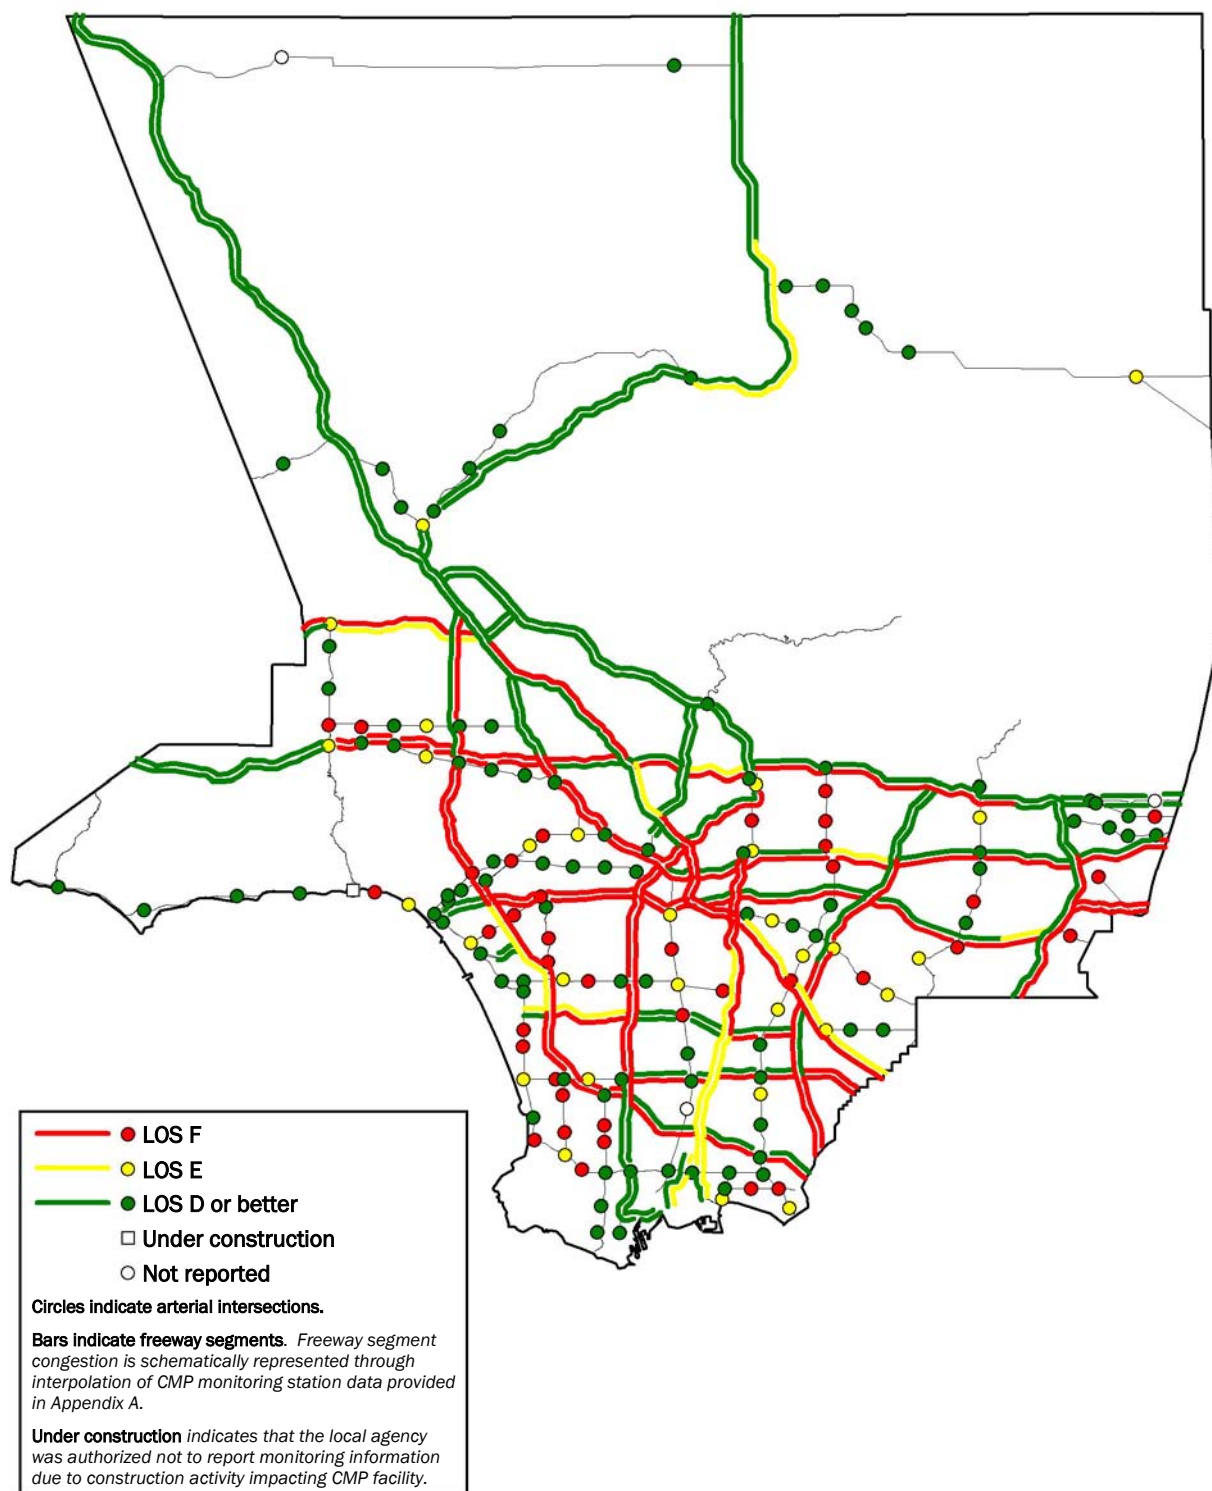 LOS F
LOS E
LOS D or better
Under construction
Not reported
Circles indicate arterial intersections.
Bars indicate freeway segments. Freeway segment
congestion is schematically represented through
interpolation of CMP monitoring station data provided
in Appendix A.
Under construction indicates that the local agency
was authorized not to report monitoring information
due to construction activity impacting CMP facility.